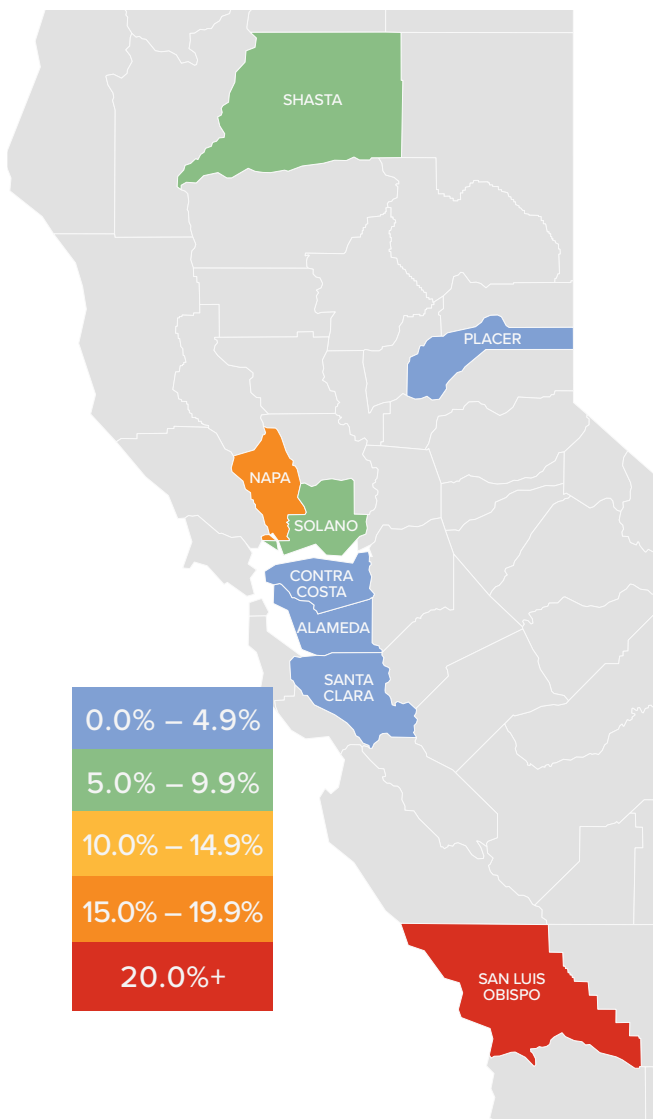 SHASTA
PLACER
NAPA
SOLANO
CONTRA
COSTA
ALAMEDA
SANTA
CLARA
0.0% – 4.9%
5.0% – 9.9%
10.0% – 14.9%
15.0% – 19.9%
20.0%+
SAN LUIS
OBISPO